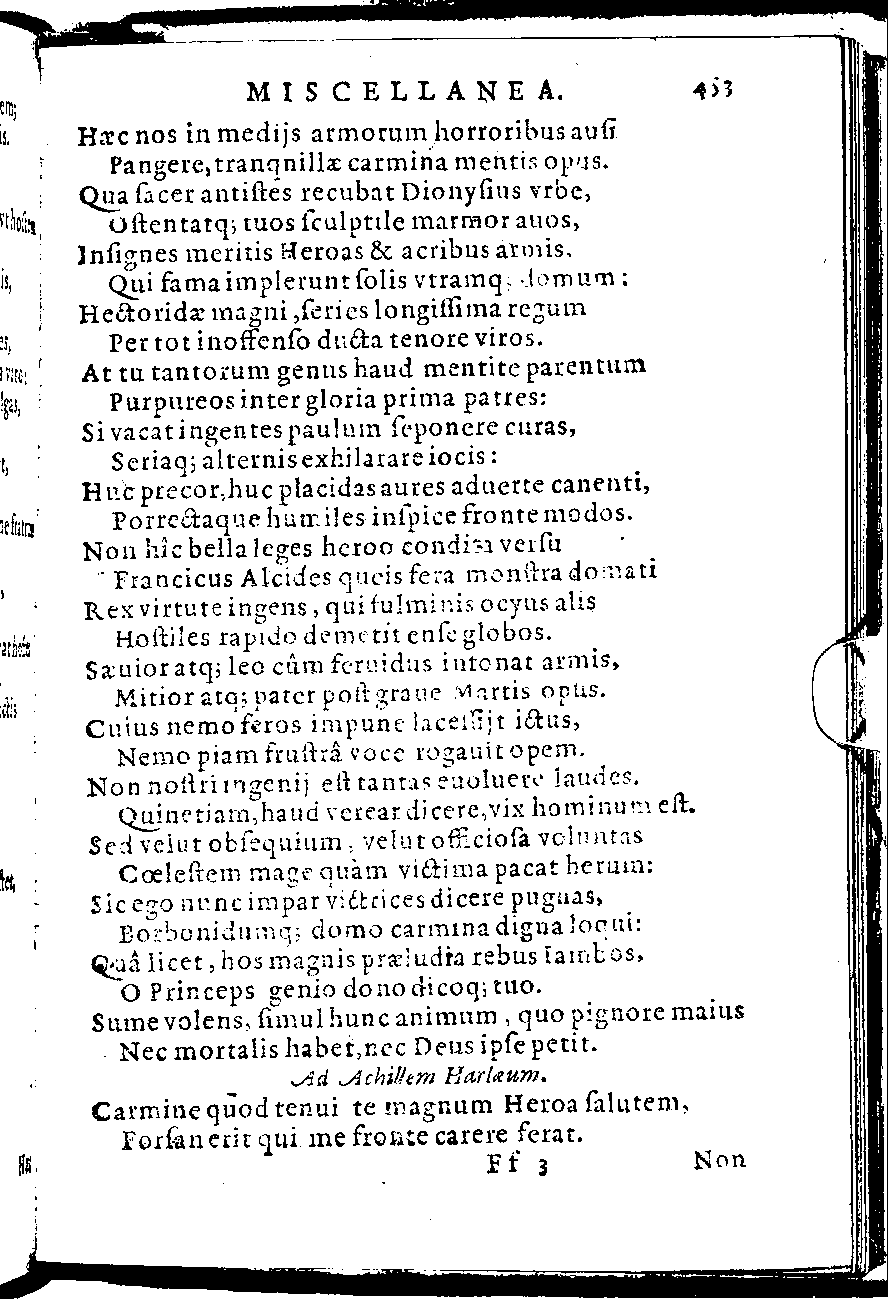 MISCELLANEA. 453
Hæc nos in medijs armorum horroribus ausi
Pangere, tranqnillæ carmina mentis opus.
Qua sacer antistes recubat Dionysius vrbe,
Ostentatq; tuos sculptile marmor auos,
Insignes meritis Heroas & acribus armis.
Qui fama implerunt solis vtramq; domum:
Hectoridæ magni, series longissima regum
Per tot inoffenso ducta tenore viros.
At tu tantorum genus haud mentite parentum
Purpureos inter gloria prima patres:
Si vacat ingentes paulum seponere curas,
Seriaq; alternis exhilarare iocis:
Huc precor, huc placidas aures aduerte canenti,
Porrectaque humiles inspice fronte modos.
Non hîc bella leges heroo condita versu
Francicus Alcides queis fera monstra domati
Rex virtute ingens, qui fulminis ocyus alis
Hostiles rapido demetit ense globos.
Sæuior atq; leo cûm feruidus intonat armis,
Mitior atq; pater post graue Martis opus.
Cuius nemo feros impune lacessijt ictus,
Nemo piam frustrâ voce rogauit opem.
Non nostri ingenij est tantas euoluere laudes.
Quinetiam, haud verear dicere, vix hominum est.
Sed velut obsequium, velut officiosa voluntas
Cœlestem mage quàm victima pacat herum:
Sic ego nunc impar victrices dicere pugnas,
Borbonidumq; domo carmina digna loqui:
Quâ licet, hos magnis præludia rebus Iambos,
O Princeps genio dono dicoq; tuo.
Sume volens, simul hunc animum, quo pignore maius
Nec mortalis habet, nec Deus ipse petit.
Ad Achillem Harlæum.
Carmine quod tenui te magnum Heroa salutem,
Forsan erit qui me fronte carere ferat.
Ff 3 Non